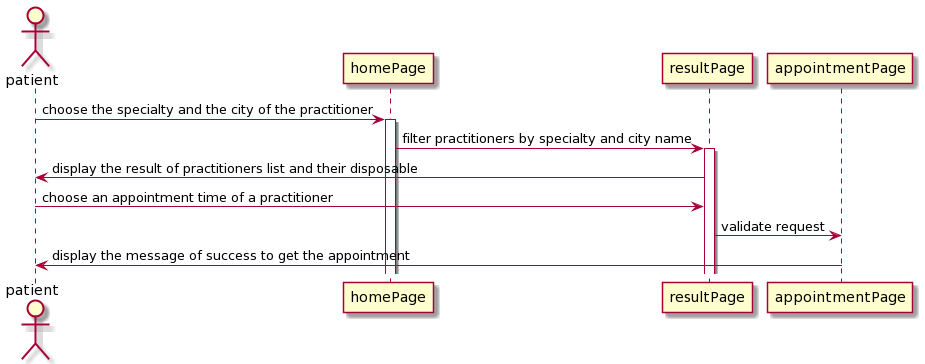 patient
homePage
resultPage
appointmentPage
choose the specialty and the city of the practitioner
filter practitioners by specialty and city name
display the result of practitioners list and their disposable
choose an appointment time of a practitioner
validate request
display the message of success to get the appointment
patient
homePage
resultPage
appointmentPage